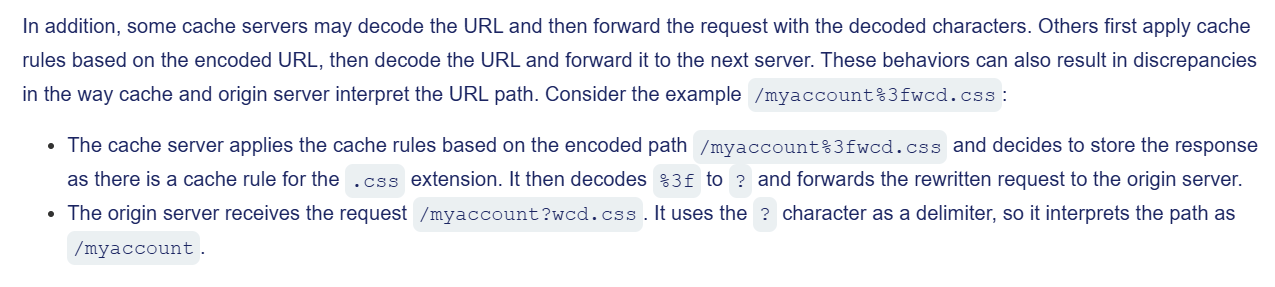 In addition, some cache servers may decode the URL and then forward the request with the decoded characters. Others first apply cache
rules based on the encoded URL, then decode the URL and forward it to the next server. These behaviors can also result in discrepancies
in the way cache and origin server interpret the URL path. Consider the example /myaccount%3fwcd.css:
• The cache server applies the cache rules based on the encoded path /myaccount%3fwcd.css and decides to store the response
as there is a cache rule for the .css extension. It then decodes %3f to ? and forwards the rewritten request to the origin server.
• The origin server receives the request /myaccount?wcd.css. It uses the ? character as a delimiter, so it interprets the path as
/myaccount.